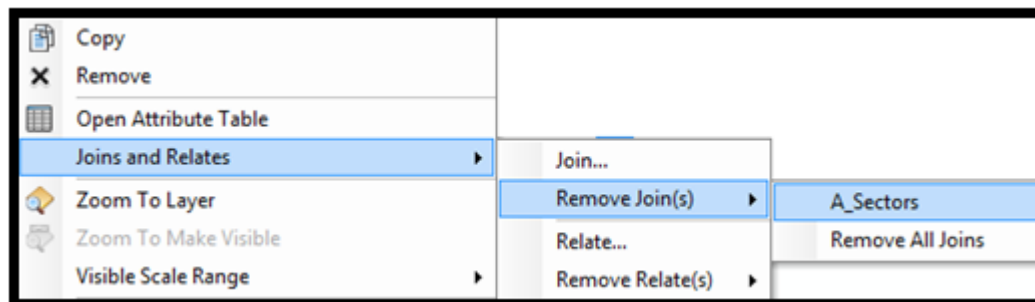 Copy
Remove
Open Attribute Table
Joins and Relates
Zoom To Layer
Zoom To Make Visible
Visible Scale Range
Join...
Remove Join(s)
Relate...
Remove Relate(s)
A_Sectors
Remove All Joins